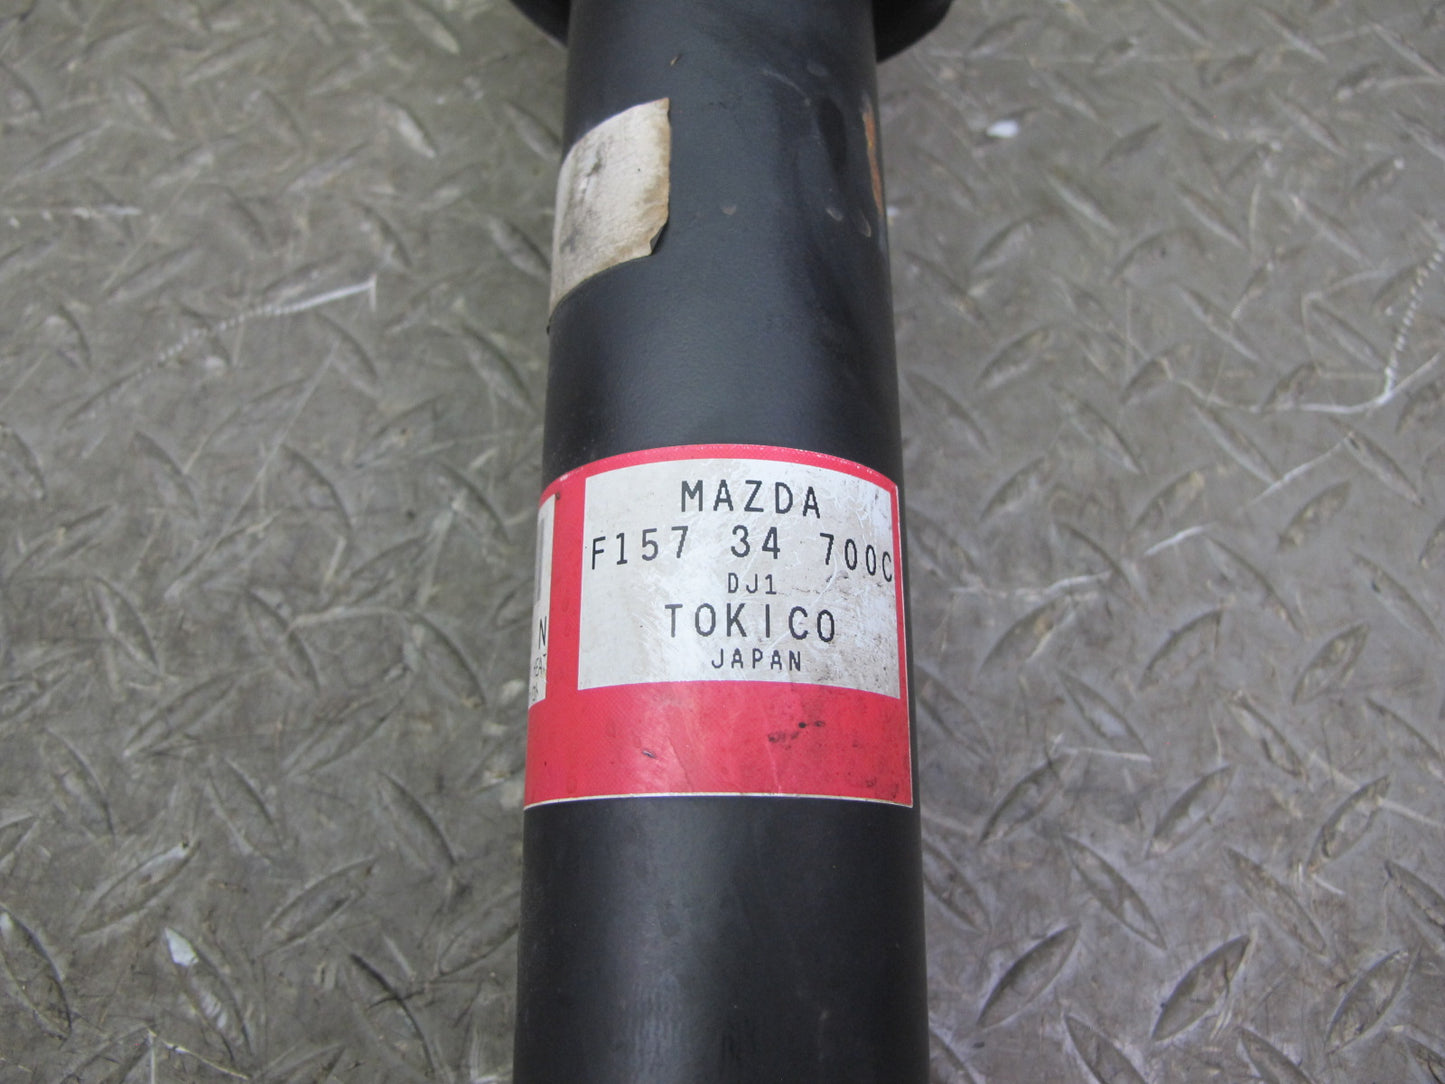 MAZDA
F157 34 700C
DJ1
TOKICO
JAPAN
N